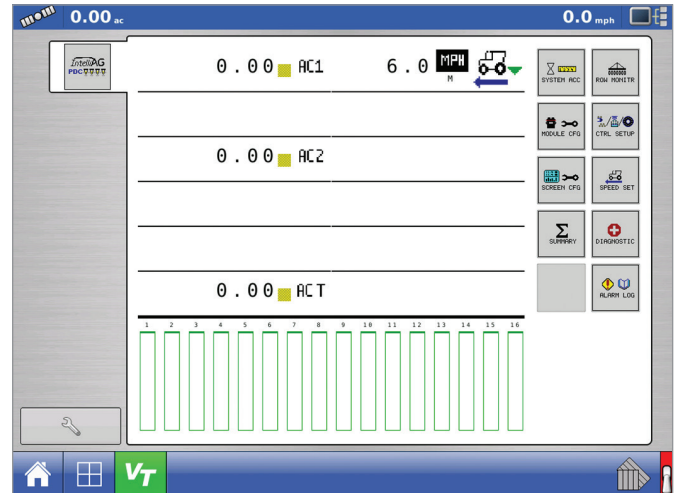 0.00 ac
0.0 mph
IntelliAG
PDC
0.00 AC1
6.0 MPH
M
SYSTEM ACC
ROW MONITR
MODULE CFG
CTRL SETUP
0.00 AC2
SCREEN CFG
SPEED SET
SUMMARY
DIAGNOSTIC
0.00 ACT
ALARM LOG
1 2 3 4 5 6 7 8 9 10 11 12 13 14 15 16
VT